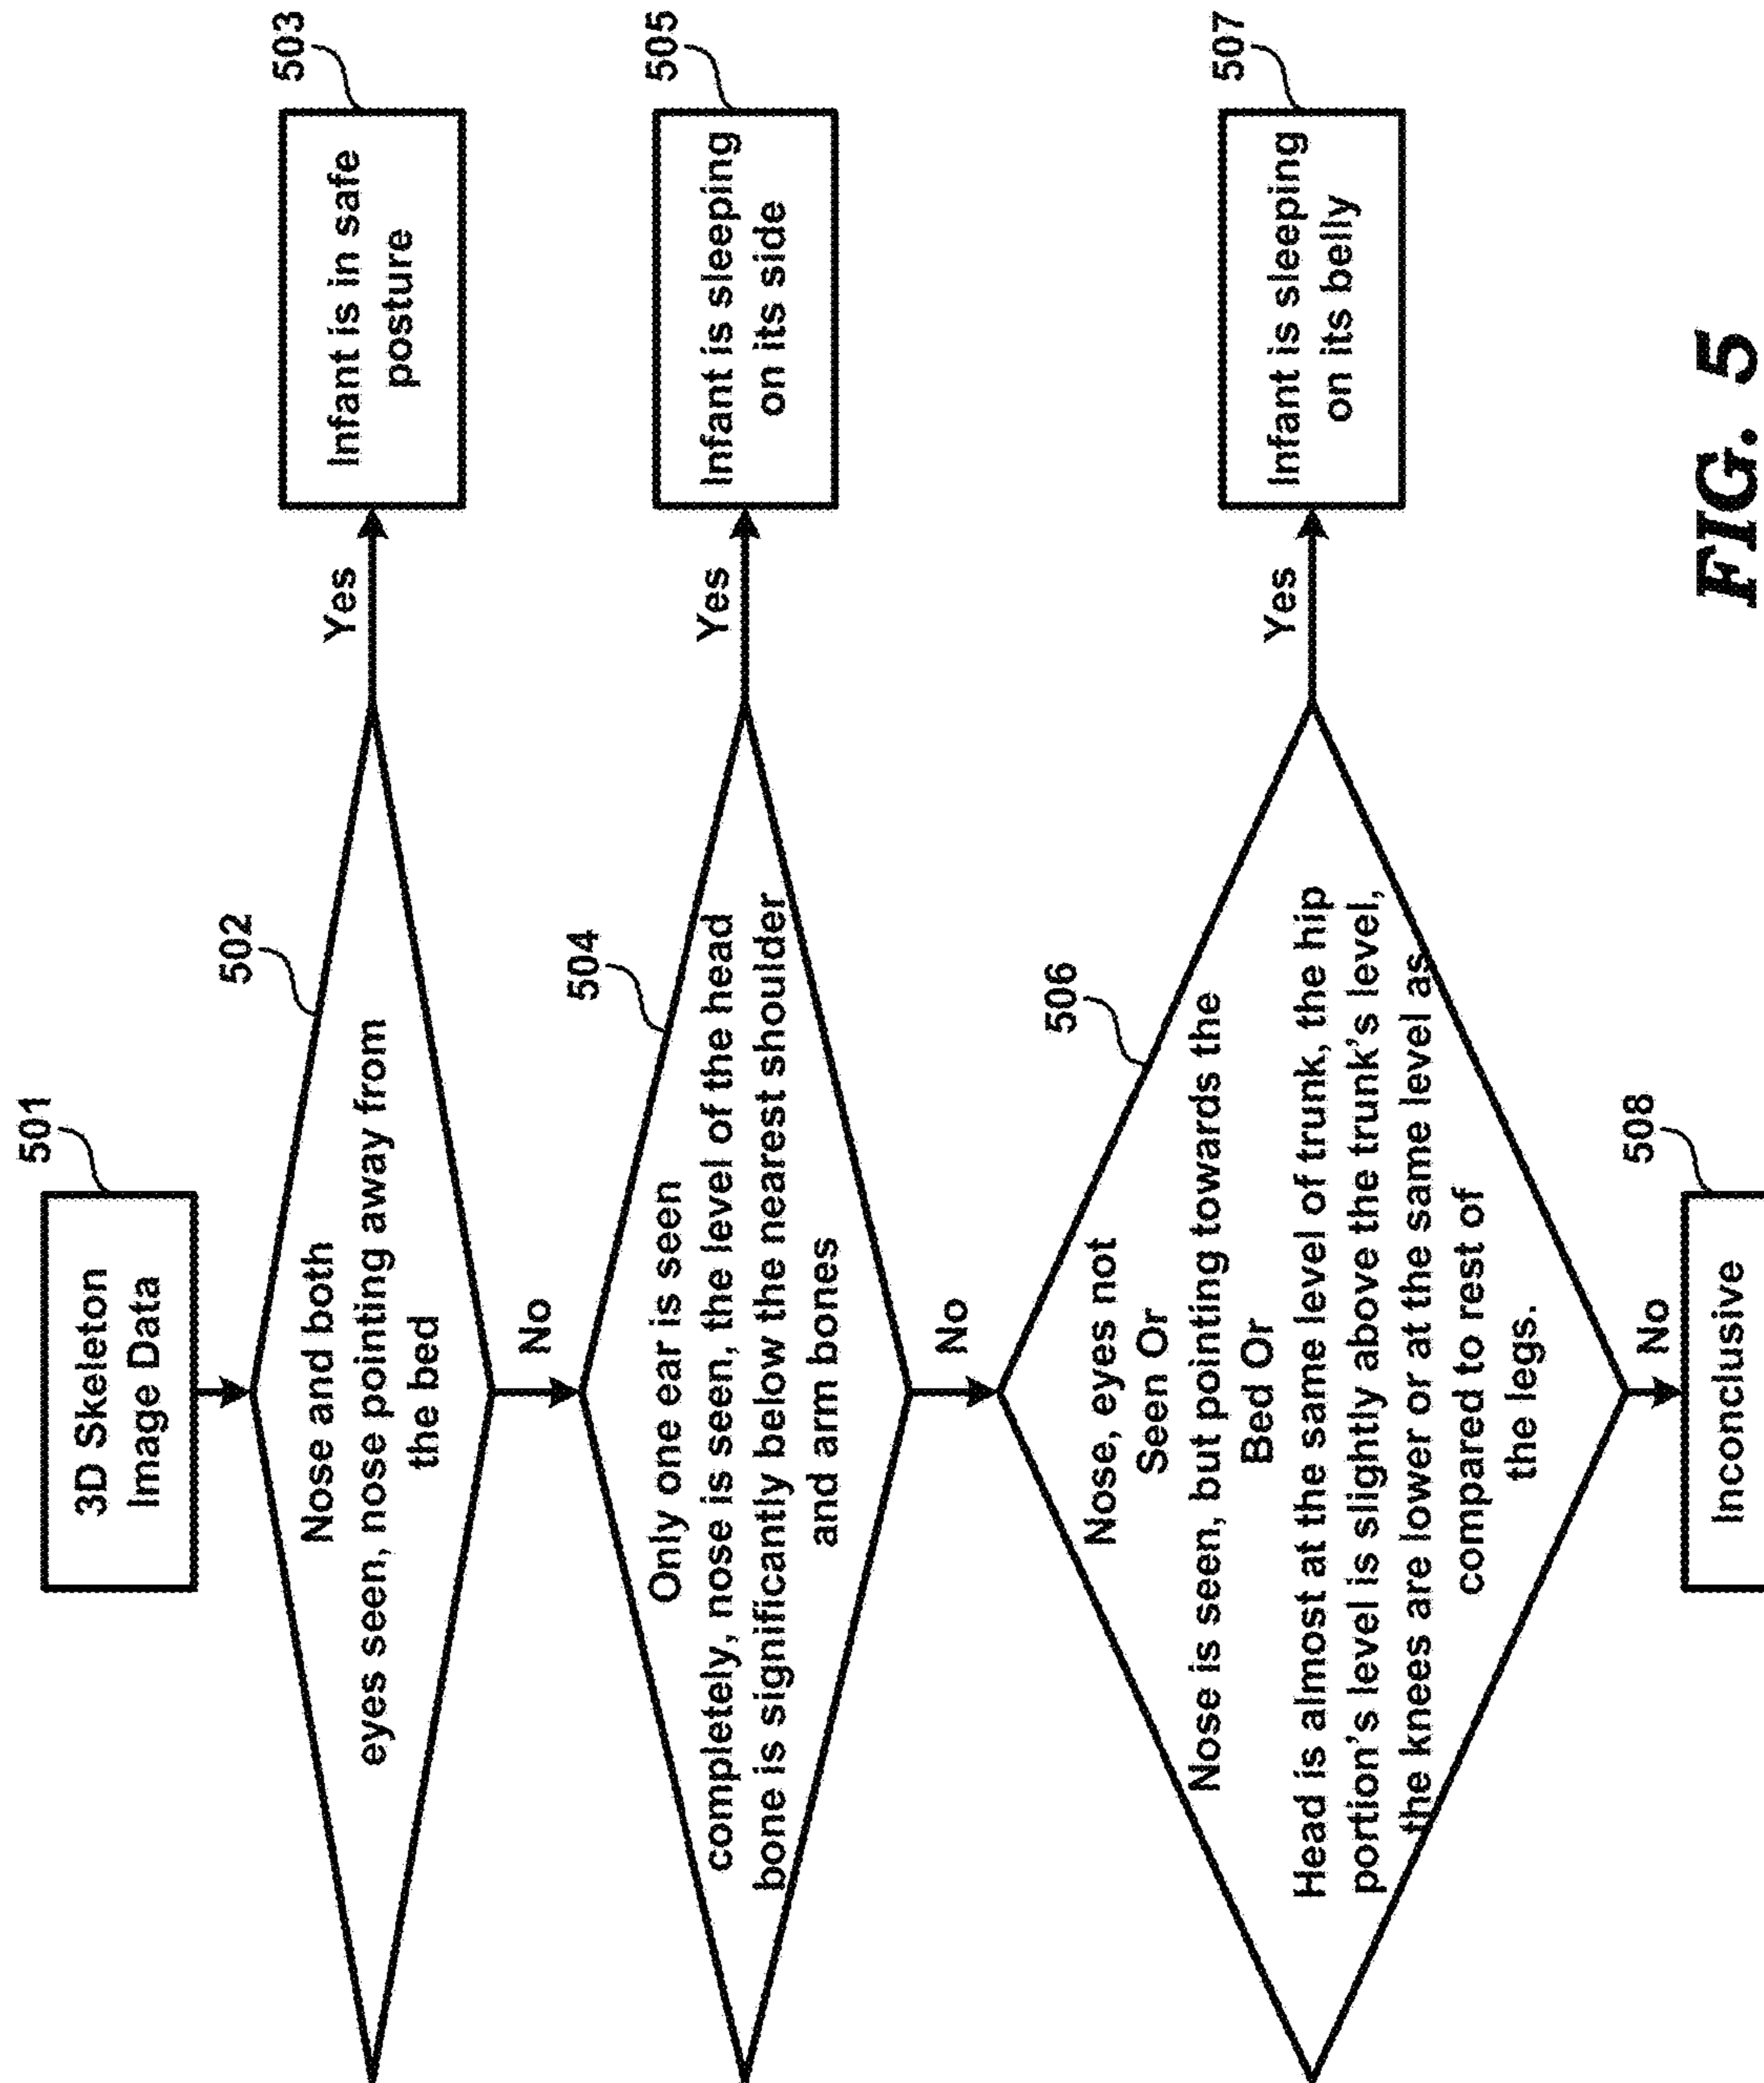 501
3D Skeleton
Image Data
502
Nose and both
eyes seen, nose pointing away from
the bed
Yes
503
Infant is in safe
posture
No
504
Only one ear is seen
completely, nose is seen, the level of the head
bone is significantly below the nearest shoulder
and arm bones
Yes
505
Infant is sleeping
on its side
No
506
Nose, eyes not
Seen Or
Nose is seen, but pointing towards the
Bed Or
Head is almost at the same level of trunk, the hip
portion's level is slightly above the trunk's level,
the knees are lower or at the same level as
compared to rest of
the legs.
Yes
507
Infant is sleeping
on its belly
No
508
Inconclusive
FIG. 5